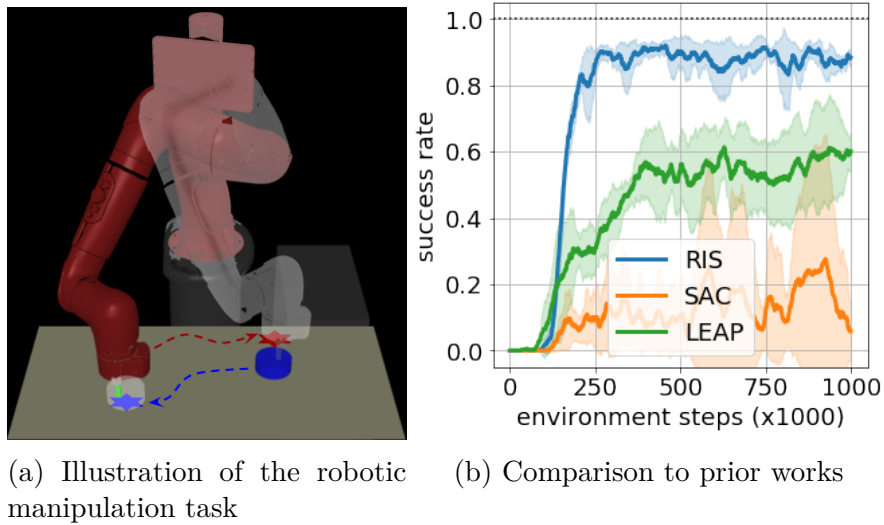 1.0
0.8
0.6
0.4
0.2
0.0
success rate
RIS
SAC
LEAP
0 250 500 750 1000
environment steps (x1000)
(a) Illustration of the robotic
manipulation task
(b) Comparison to prior works